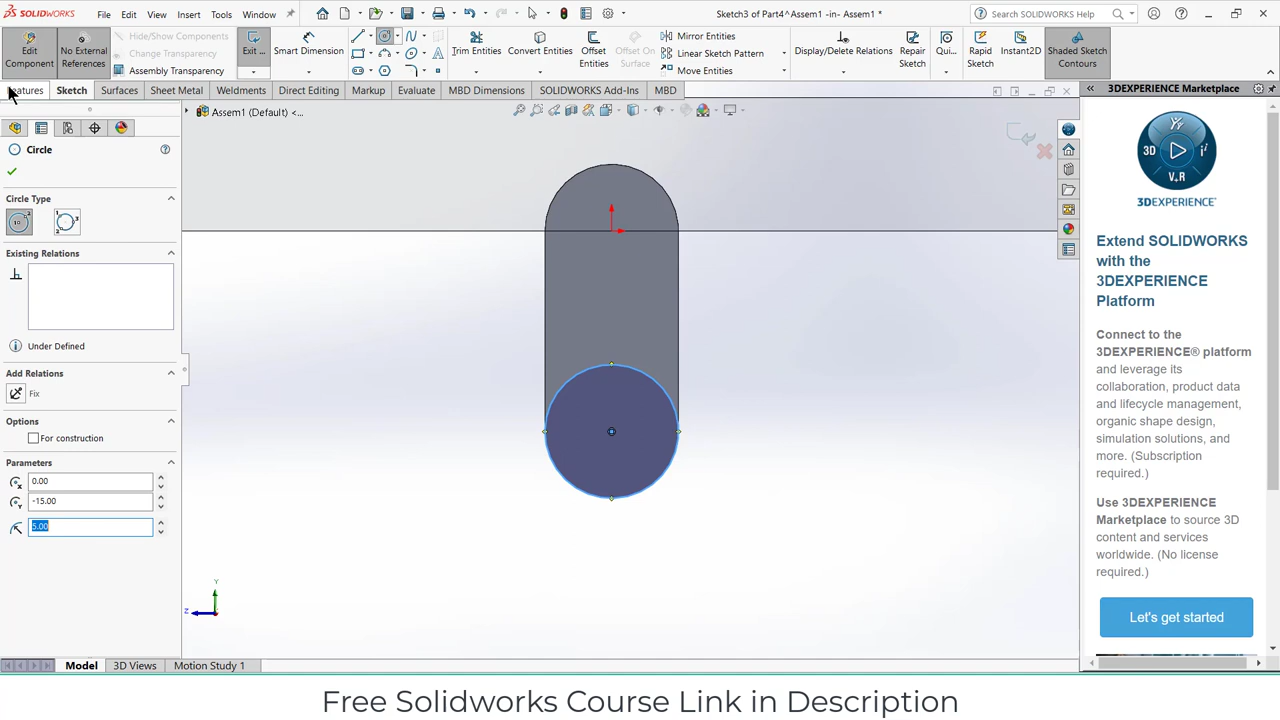 SOLIDWORKS File Edit View Insert Tools Window Sketch3 of Part4^Assem1 -in- Assem1 * Search SOLIDWORKS Help
Edit Component
No External References
Hide/Show Components
Change Transparency
Assembly Transparency
Exit ...
Smart Dimension
Trim Entities
Convert Entities
Offset Entities
Offset On Surface
Mirror Entities
Linear Sketch Pattern
Move Entities
Display/Delete Relations
Repair Sketch
Qui...
Rapid Sketch
Instant2D
Shaded Sketch Contours
Features Sketch Surfaces Sheet Metal Weldments Direct Editing Markup Evaluate MBD Dimensions SOLIDWORKS Add-Ins MBD
3DEXPERIENCE Marketplace
Assem1 (Default) <...
Circle
Circle Type
Existing Relations
Under Defined
Add Relations
Fix
Options
For construction
Parameters
0.00
-15.00
5.00
Y
Z
3D
V,R
3DEXPERIENCE®
Extend SOLIDWORKS
with the
3DEXPERIENCE
Platform
Connect to the
3DEXPERIENCE® platform
and leverage its
collaboration, product data
and lifecycle management,
organic shape design,
simulation solutions, and
more. (Subscription
required.)
Use 3DEXPERIENCE
Marketplace to source 3D
content and services
worldwide. (No license
required.)
Let's get started
Model 3D Views Motion Study 1
Free Solidworks Course Link in Description